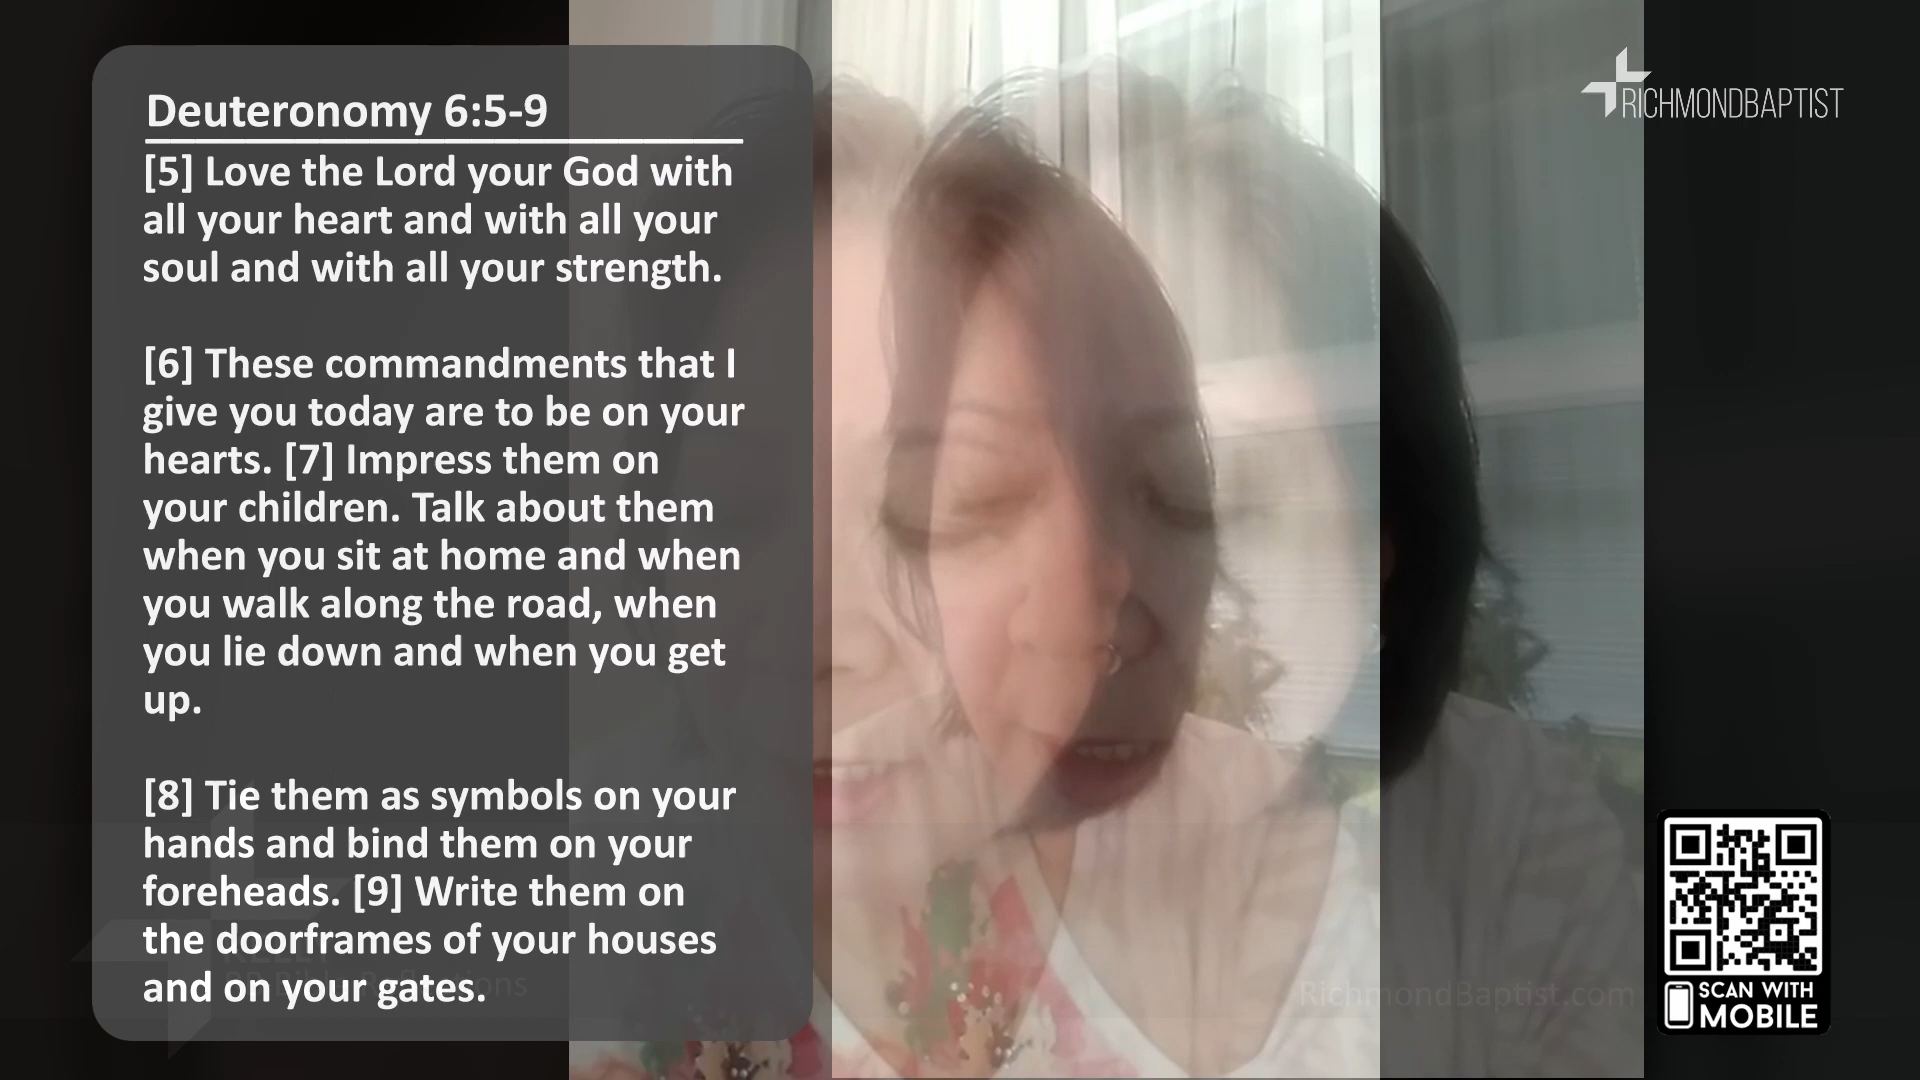 Deuteronomy 6:5-9
[5] Love the Lord your God with
all your heart and with all your
soul and with all your strength.
[6] These commandments that I
give you today are to be on your
hearts. [7] Impress them on
your children. Talk about them
when you sit at home and when
you walk along the road, when
you lie down and when you get
up.
[8] Tie them as symbols on your
hands and bind them on your
foreheads. [9] Write them on
the doorframes of your houses
and on your gates.
RICHMONDBAPTIST
RichmondBaptist.com
SCAN WITH
MOBILE